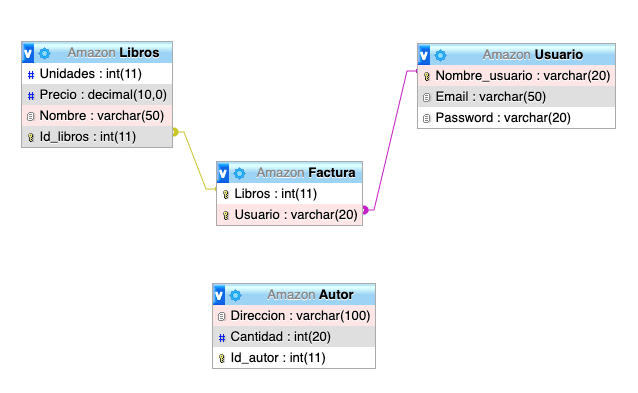 Amazon Libros
# Unidades : int(11)
# Precio : decimal(10,0)
Nombre : varchar(50)
Id_libros : int(11)
Amazon Usuario
Nombre_usuario : varchar(20)
Email : varchar(50)
Password : varchar(20)
Amazon Factura
Libros : int(11)
Usuario : varchar(20)
Amazon Autor
Direccion : varchar(100)
# Cantidad : int(20)
Id_autor : int(11)